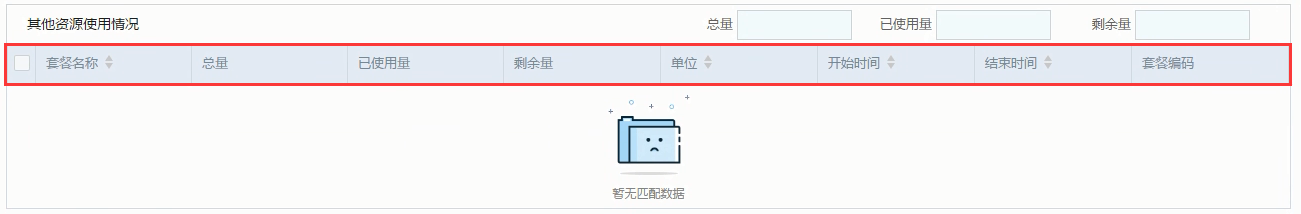 其他资源使用情况 总量 已使用量 剩余量
套餐名称 总量 已使用量 剩余量 单位 开始时间 结束时间 套餐编码
暂无匹配数据